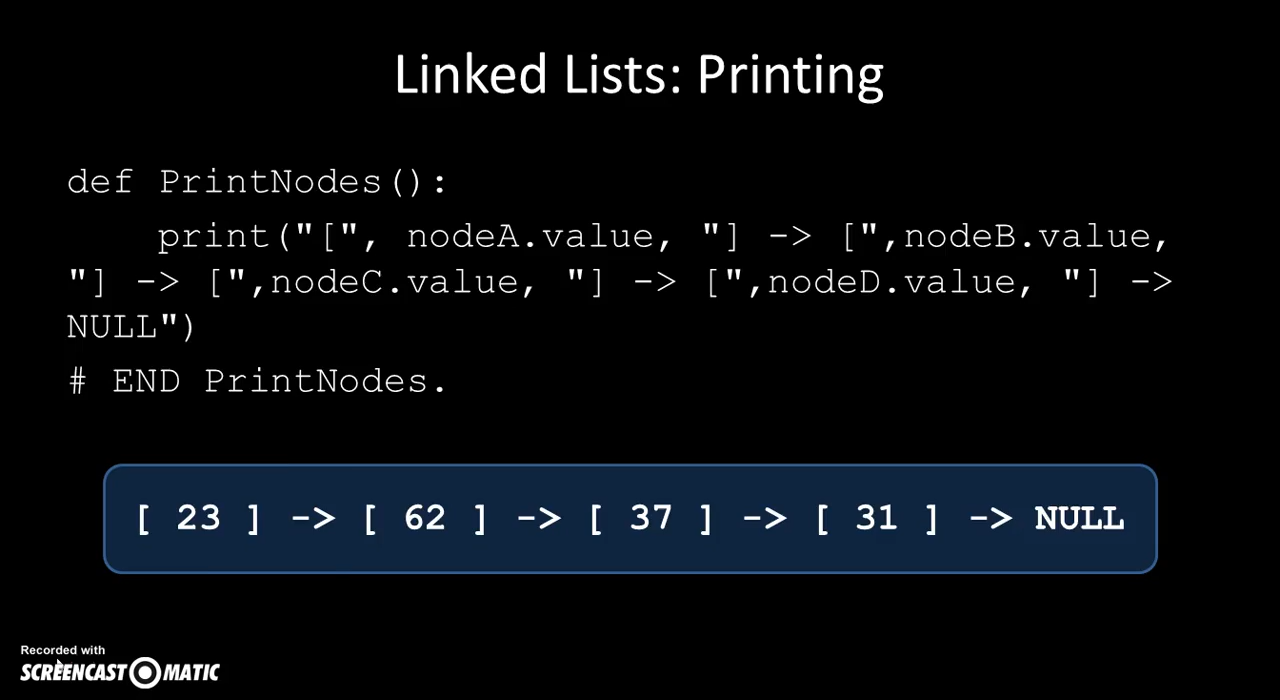 Linked Lists: Printing
def PrintNodes():
    print("[", nodeA.value, "] -> [",nodeB.value,
"] -> [",nodeC.value, "] -> [",nodeD.value, "] ->
NULL")
# END PrintNodes.
[ 23 ] -> [ 62 ] -> [ 37 ] -> [ 31 ] -> NULL
Recorded with
SCREENCAST-O-MATIC